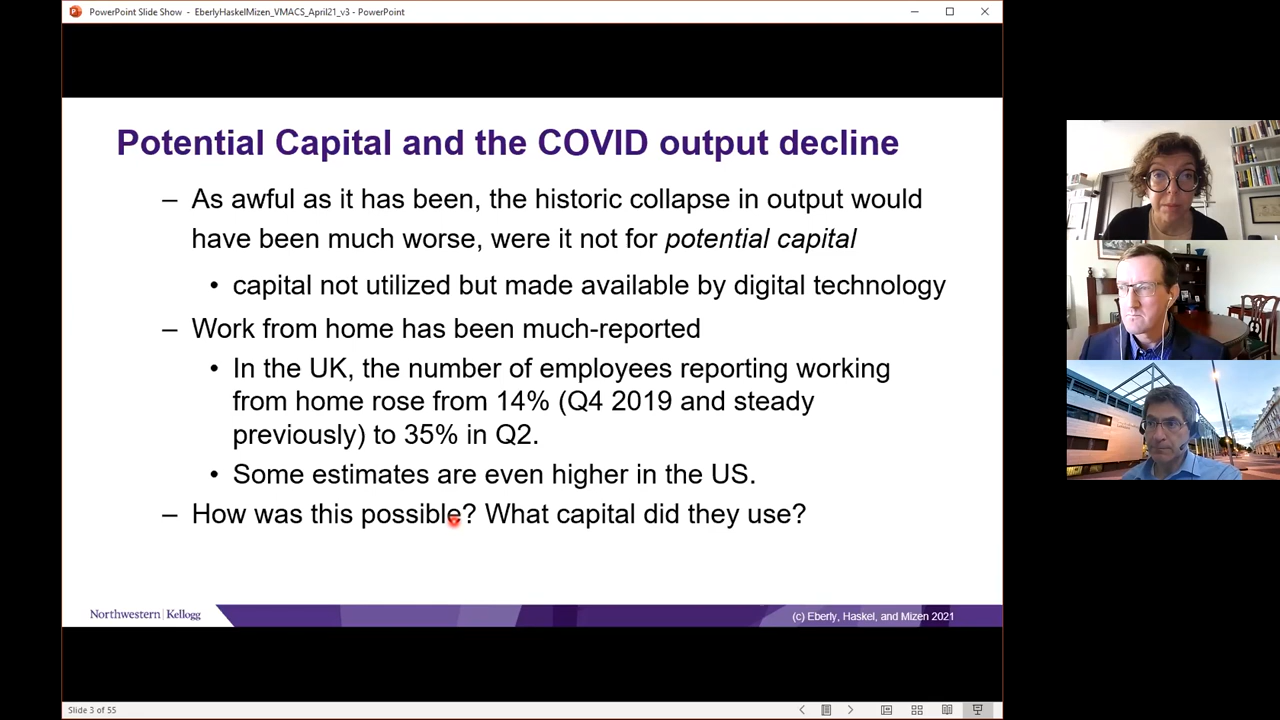 PowerPoint Slide Show - EberlyHaskelMizen_VMACS_April21_v3 - PowerPoint
Potential Capital and the COVID output decline
– As awful as it has been, the historic collapse in output would
have been much worse, were it not for potential capital
• capital not utilized but made available by digital technology
– Work from home has been much-reported
• In the UK, the number of employees reporting working
from home rose from 14% (Q4 2019 and steady
previously) to 35% in Q2.
• Some estimates are even higher in the US.
– How was this possible? What capital did they use?
Northwestern | Kellogg
(c) Eberly, Haskel, and Mizen 2021
Slide 3 of 55